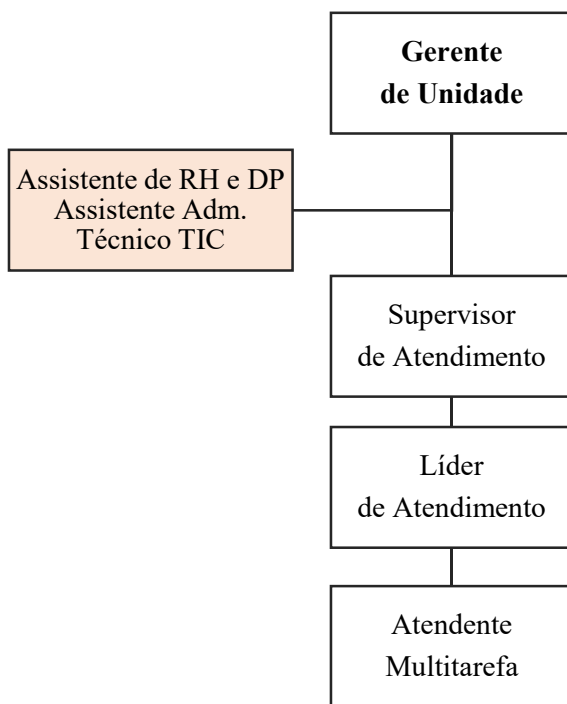 Gerente
de Unidade
Assistente de RH e DP
Assistente Adm.
Técnico TIC
Supervisor
de Atendimento
Líder
de Atendimento
Atendente
Multitarefa